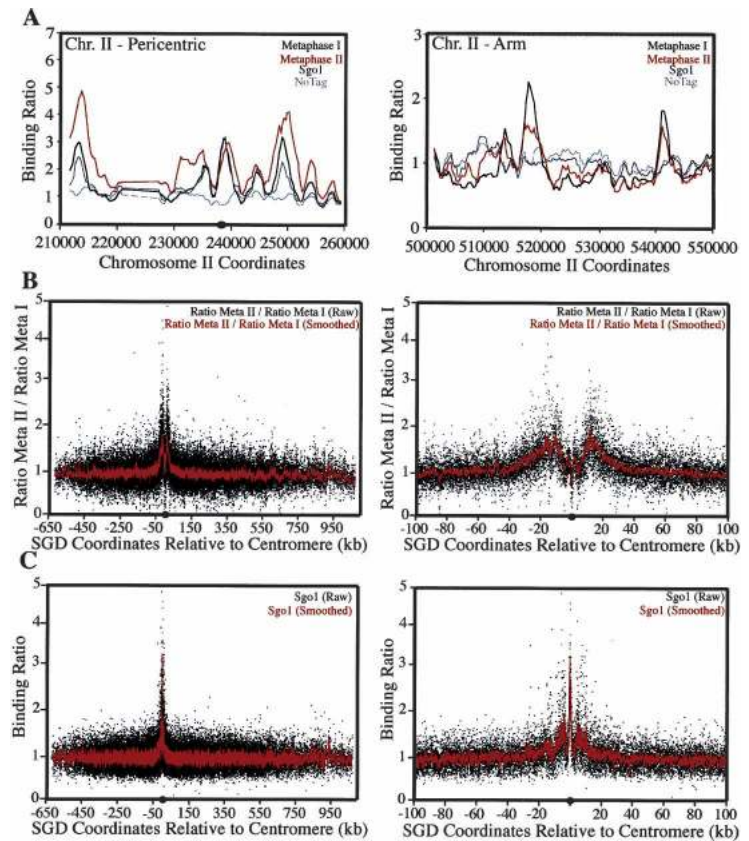 A
Chr. II - Pericentric
Metaphase I
Metaphase II
Sgo1
NoTag
Binding Ratio
7
6
5
4
3
2
1
0
210000 220000 230000 240000 250000 260000
Chromosome II Coordinates
Chr. II - Arm
Metaphase I
Metaphase II
Sgo1
NoTag
Binding Ratio
3
2
1
0
500000 510000 520000 530000 540000 550000
Chromosome II Coordinates
B
Ratio Meta II / Ratio Meta I (Raw)
Ratio Meta II / Ratio Meta I (Smoothed)
Ratio Meta II / Ratio Meta I
5
4
3
2
1
0
-650 -450 -250 -50 150 350 550 750 950
SGD Coordinates Relative to Centromere (kb)
Ratio Meta II / Ratio Meta I (Raw)
Ratio Meta II / Ratio Meta I (Smoothed)
Ratio Meta II / Ratio Meta I
5
4
3
2
1
0
-100 -80 -60 -40 -20 20 40 60 80 100
SGD Coordinates Relative to Centromere (kb)
C
Sgo1 (Raw)
Sgo1 (Smoothed)
Binding Ratio
5
4
3
2
1
0
-650 -450 -250 -50 150 350 550 750 950
SGD Coordinates Relative to Centromere (kb)
Sgo1 (Raw)
Sgo1 (Smoothed)
Binding Ratio
5
4
3
2
1
0
-100 -80 -60 -40 -20 20 40 60 80 100
SGD Coordinates Relative to Centromere (kb)